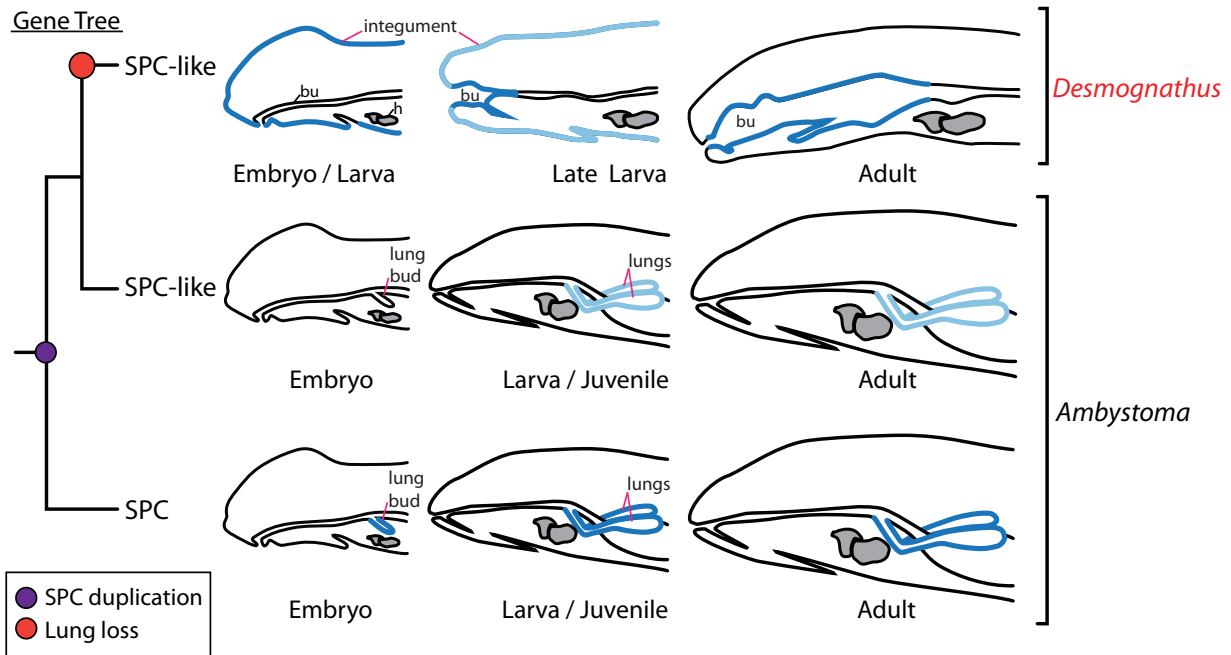 Gene Tree
SPC-like
integument
bu
h
bu
bu
Desmognathus
Embryo / Larva
Late Larva
Adult
SPC-like
lung
bud
lungs
Embryo
Larva / Juvenile
Adult
Ambystoma
SPC
lung
bud
lungs
Embryo
Larva / Juvenile
Adult
SPC duplication
Lung loss